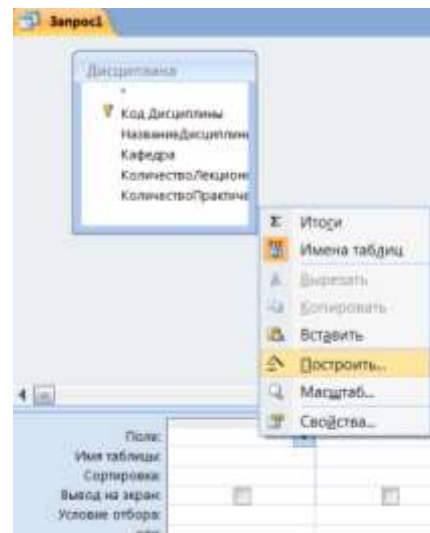 Запрос1
Дисциплина
*
Код Дисциплины
НазваниеДисциплин
Кафедра
КоличествоЛекцион
КоличествоПрактиче
Σ Итоги
Имена таблиц
Вырезать
Копировать
Вставить
Построить...
Масштаб...
Свойства...
Поле:
Имя таблицы:
Сортировка:
Вывод на экран:
Условие отбора:
или: